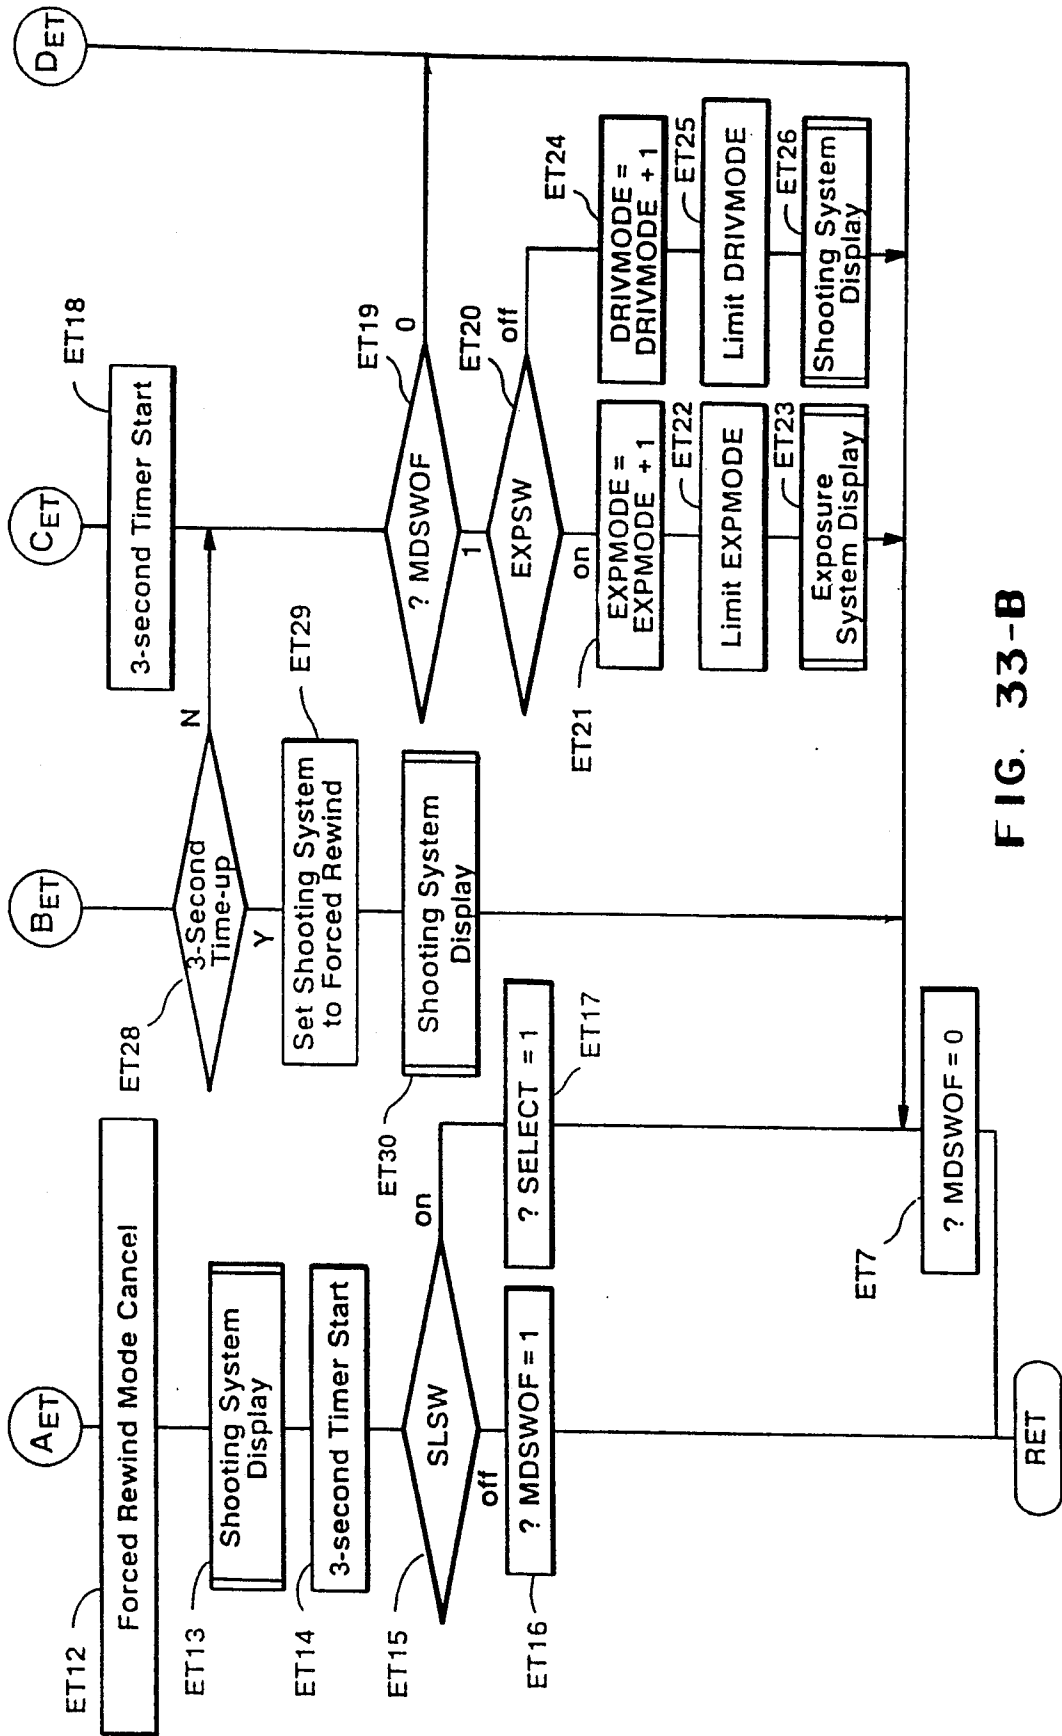 AET
ET12
Forced Rewind Mode Cancel
ET13
Shooting System
Display
ET14
3-second Timer Start
ET15
SLSW
on
off
ET16
? MDSWOF = 1
? SELECT = 1
ET17
BET
ET28
3-Second
Time-up
N
Y
ET29
Set Shooting System
to Forced Rewind
ET30
Shooting System
Display
CET
ET18
3-second Timer Start
ET19
? MDSWOF
0
1
ET20
EXPSW
off
on
ET21
EXPMODE =
EXPMODE + 1
ET22
Limit EXPMODE
ET23
Exposure
System Display
ET24
DRIVMODE =
DRIVMODE + 1
ET25
Limit DRIVMODE
ET26
Shooting System
Display
DET
ET7
? MDSWOF = 0
RET
FIG. 33-B